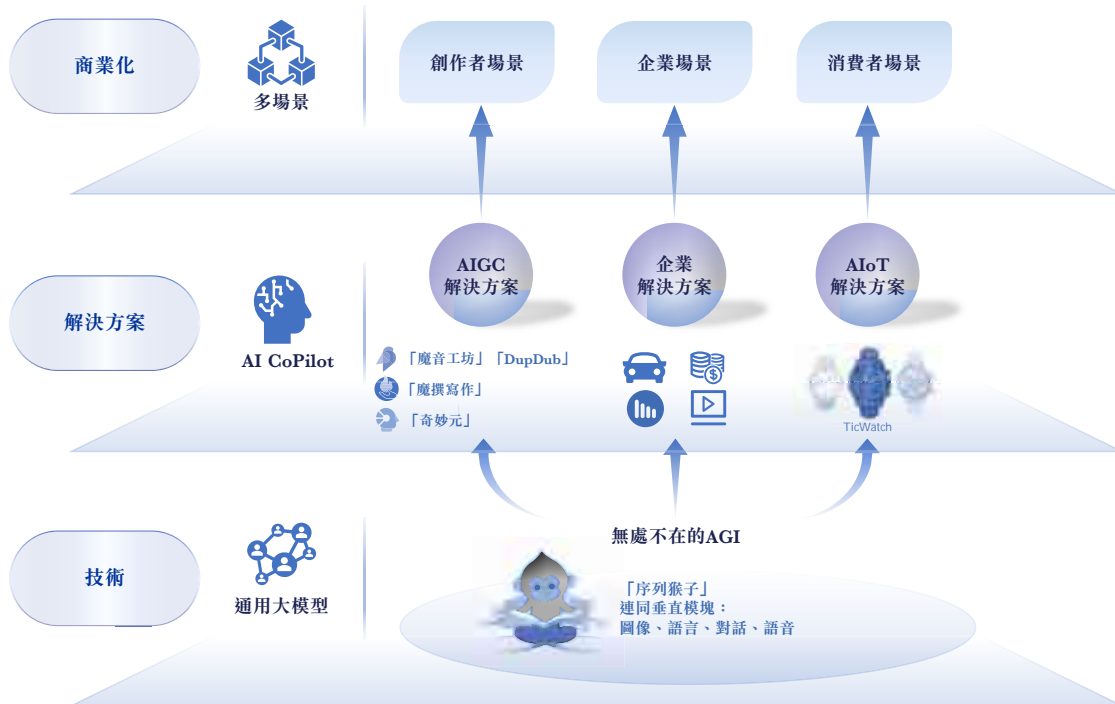 商業化
多場景
創作者場景
企業場景
消費者場景
解決方案
AI CoPilot
AIGC
解決方案
企業
解決方案
AIoT
解決方案
「魔音工坊」「DupDub」
「魔撰寫作」
「奇妙元」
TicWatch
技術
通用大模型
無處不在的AGI
「序列猴子」
連同垂直模塊：
圖像、語言、對話、語音